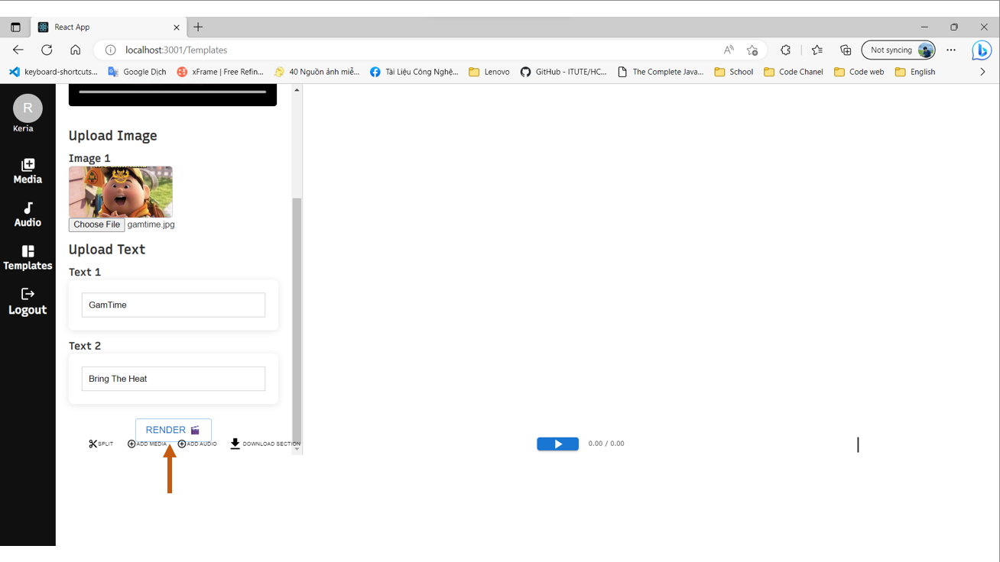 React App
localhost:3001/Templates
Not syncing
keyboard-shortcuts...
Google Dịch
xFrame | Free Refin...
40 Nguồn ảnh miễ...
Tài Liệu Công Nghệ...
Lenovo
GitHub - ITUTE/HC...
The Complete Java...
School
Code Chanel
Code web
English
R
Keria
Media
Audio
Templates
Logout
Upload Image
Image 1
Choose File gamtime.jpg
Upload Text
Text 1
GamTime
Text 2
Bring The Heat
RENDER
SPLIT ADD MEDIA ADD AUDIO DOWNLOAD SECTION
0.00 / 0.00